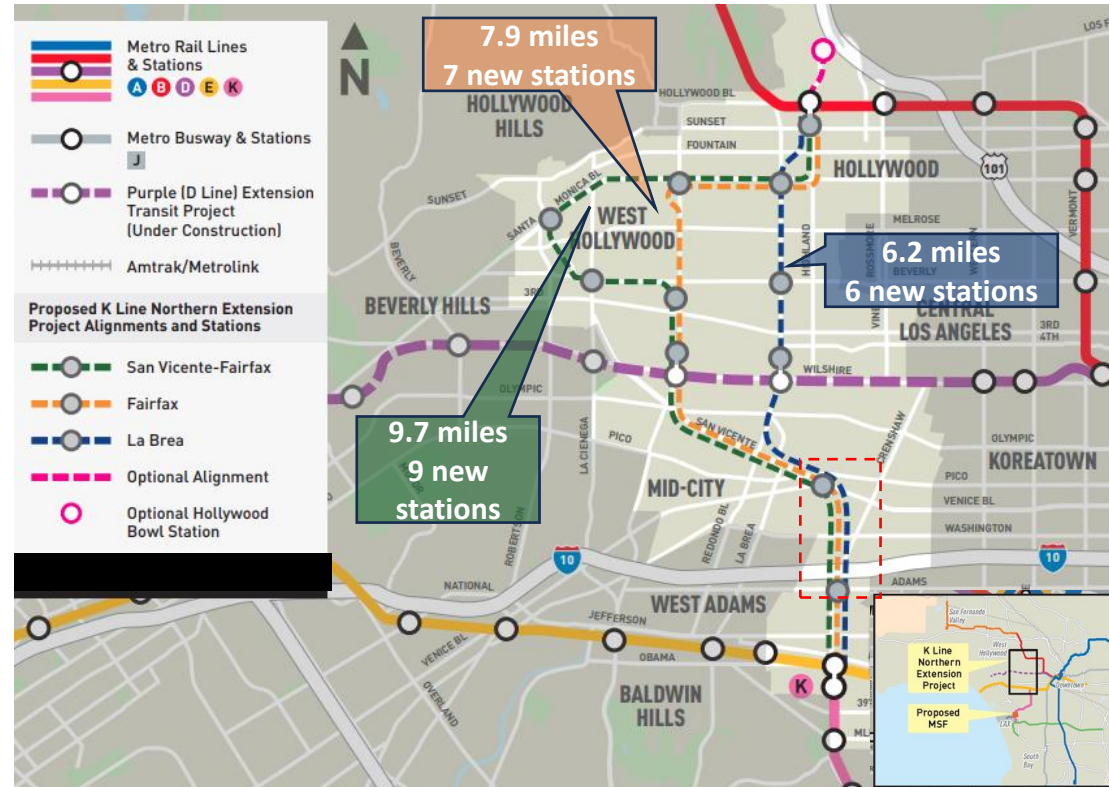 Metro Rail Lines
& Stations
A B D E K
Metro Busway & Stations
J
Purple (D Line) Extension
Transit Project
(Under Construction)
Amtrak/Metrolink
Proposed K Line Northern Extension
Project Alignments and Stations
San Vicente-Fairfax
Fairfax
La Brea
Optional Alignment
Optional Hollywood
Bowl Station
N
7.9 miles
7 new stations
6.2 miles
6 new stations
9.7 miles
9 new
stations
HOLLYWOOD
HILLS
HOLLYWOOD BL
SUNSET
FOUNTAIN
HOLLYWOOD
101
VERMONT
SUNSET
SANTA MONICA BL
WEST
HOLLYWOOD
MELROSE
HIGHLAND
ROSSMORE
BEVERLY
BEVERLY
BEVERLY HILLS
3RD
CENTRAL
LOS ANGELES
3RD
4TH
WILSHIRE
OLYMPIC
LA CIENEGA
PICO
SAN VICENTE
CRENSHAW
OLYMPIC
KOREATOWN
MID-CITY
PICO
VENICE BL
WASHINGTON
REDONDO BL
LA BREA
ROBERTSON
10
10
NATIONAL
ADAMS
WEST ADAMS
JEFFERSON
VENICE BL
OBAMA
OVERLAND
K
BALDWIN
HILLS
San Fernando
Valley
West
Hollywood
K Line
Northern
Extension
Project
DOWNTOWN
Proposed
MSF
LAX
South
Bay